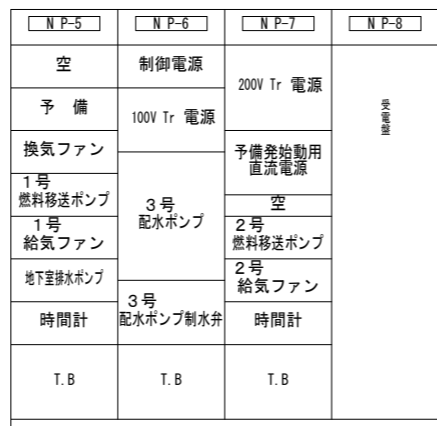 N P-5
空
予 備
換気ファン
1号
燃料移送ポンプ
1号
給気ファン
地下室排水ポンプ
時間計
T.B
N P-6
制御電源
100V Tr 電源
3号
配水ポンプ
3号
配水ポンプ制水弁
T.B
N P-7
200V Tr 電源
予備発始動用
直流電源
空
2号
燃料移送ポンプ
2号
給気ファン
時間計
T.B
N P-8
受電盤